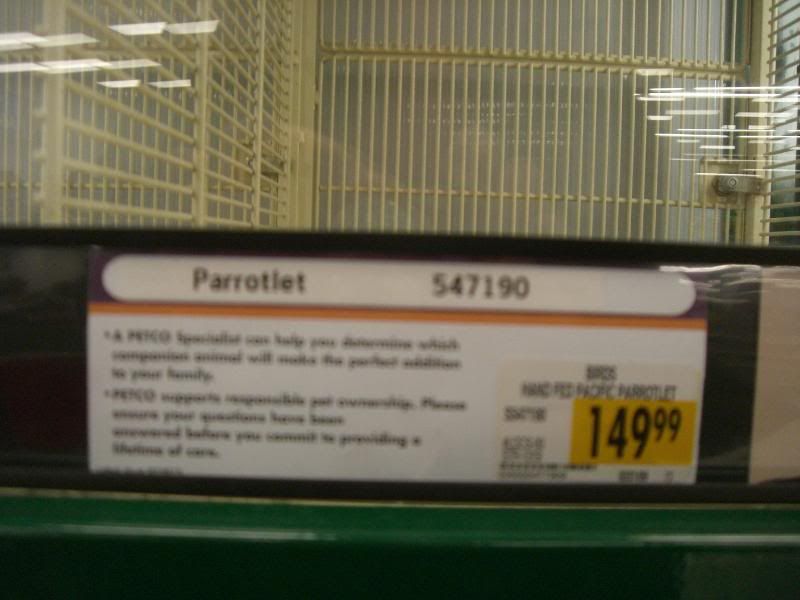 Parrotlet 547190
• A PETCO Specialist can help you determine which
companion animal will make the perfect addition
to your family.
• PETCO supports responsible pet ownership. Please
ensure your questions have been
answered before you commit to providing a
lifetime of care.
BIRDS
HAND FED PACIFIC PARROTLET
547190
149⁹⁹